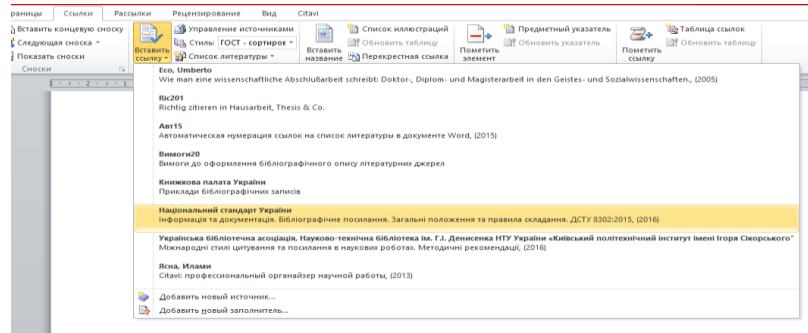 раницы Ссылки Рассылки Рецензирование Вид Citavi
Вставить концевую сноску
Следующая сноска
Показать сноски
Сноски
Вставить ссылку
Управление источниками
Стиль: ГОСТ - сортиров
Список литературы
Вставить название
Список иллюстраций
Обновить таблицу
Перекрестная ссылка
Пометить элемент
Предметный указатель
Обновить указатель
Пометить ссылку
Таблица ссылок
Обновить таблицу
3 2 1 1
Eco, Umberto
Wie man eine wissenschaftliche Abschlußarbeit schreibt: Doktor-, Diplom- und Magisterarbeit in den Geistes- und Sozialwissenschaften., (2005)
Ric201
Richtig zitieren in Hausarbeit, Thesis & Co.
Авт15
Автоматическая нумерация ссылок на список литературы в документе Word, (2015)
Вимоги20
Вимоги до оформлення бібліографічного опису літературних джерел
Книжкова палата України
Приклади бібліографічних записів
Національний стандарт України
Інформація та документація. Бібліографічне посилання. Загальні положення та правила складання. ДСТУ 8302:2015, (2016)
Українська бібліотечна асоціація, Науково-технічна бібліотека ім. Г.І. Денисенка НТУ України «Київський політехнічний інститут імені Ігоря Сікорського"
Міжнародні стилі цитування та посилання в наукових роботах. Методичні рекомендації, (2016)
Ясна, Илами
Citavi: профессиональный органайзер научной работы, (2013)
Добавить новый источник...
Добавить новый заполнитель...